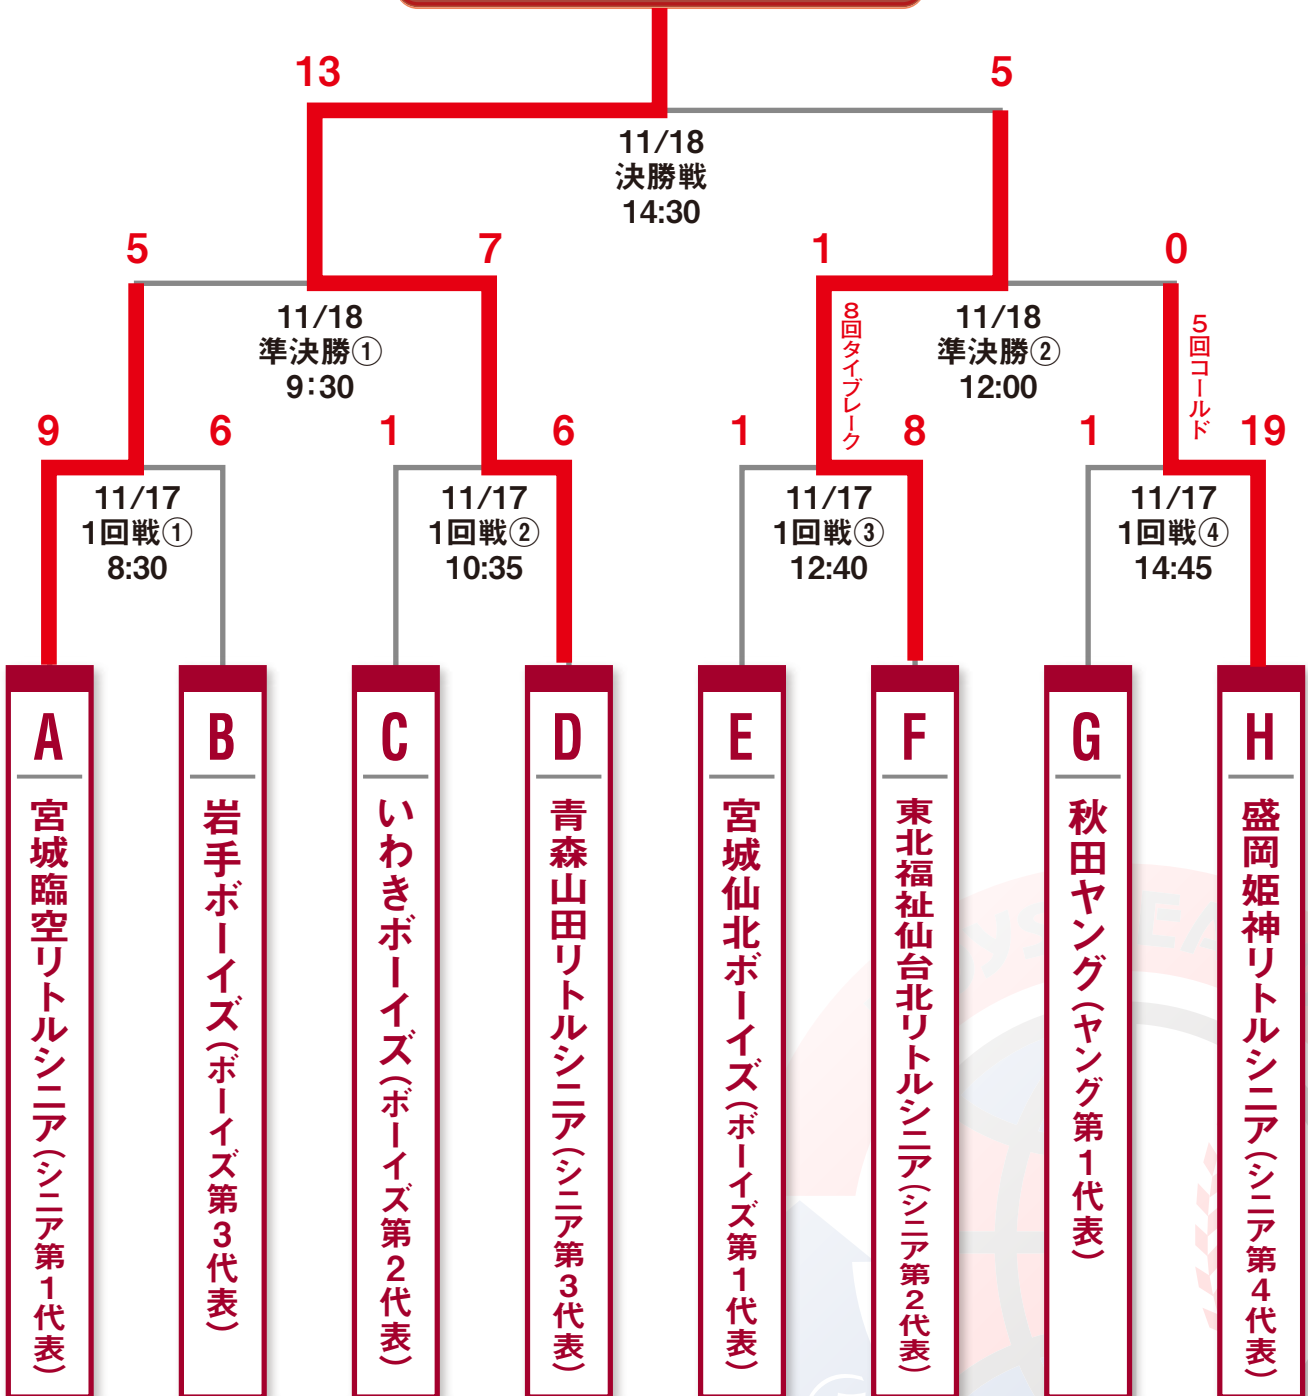 13
5
11/18
決勝戦
14:30
5
7
1
0
11/18
準決勝①
9:30
8回タイブレーク
11/18
準決勝②
12:00
5回コールド
9
6
1
6
1
8
1
19
11/17
1回戦①
8:30
11/17
1回戦②
10:35
11/17
1回戦③
12:40
11/17
1回戦④
14:45
A
宮城臨空リトルシニア(シニア第1代表)
B
岩手ボーイズ(ボーイズ第3代表)
C
いわきボーイズ(ボーイズ第2代表)
D
青森山田リトルシニア(シニア第3代表)
E
宮城仙北ボーイズ(ボーイズ第1代表)
F
東北福祉仙台北リトルシニア(シニア第2代表)
G
秋田ヤング(ヤング第1代表)
H
盛岡姫神リトルシニア(シニア第4代表)